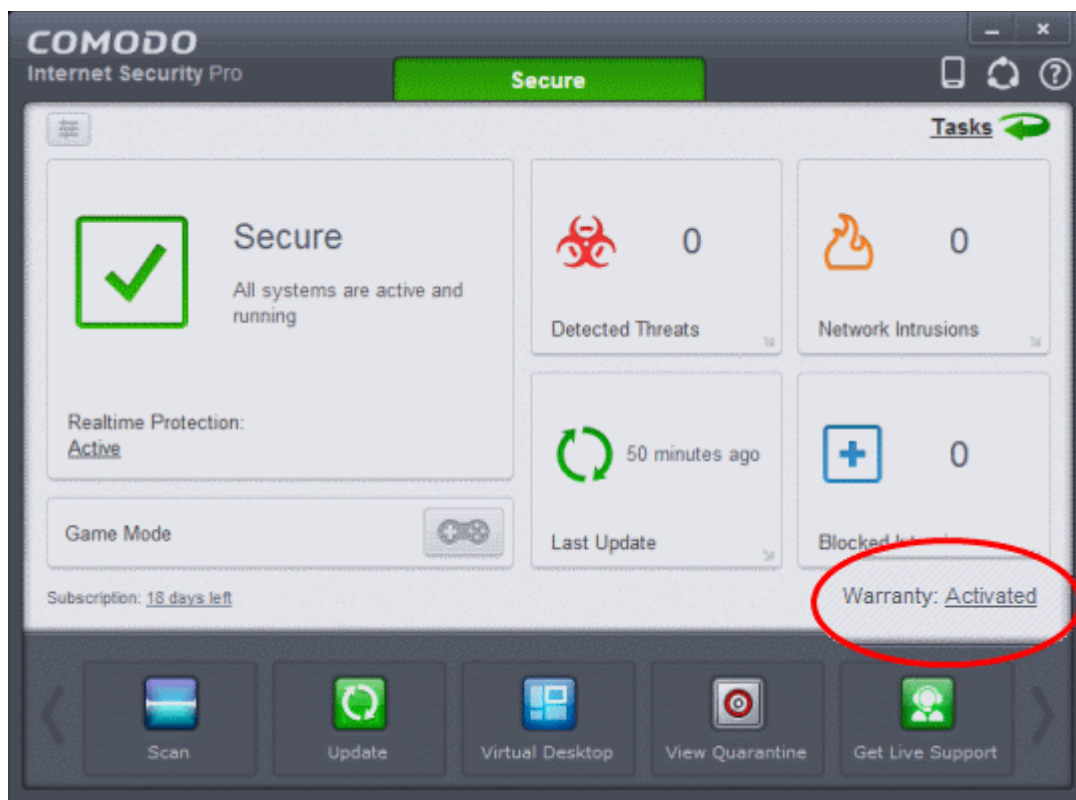 COMODO
Internet Security Pro
Secure
Tasks
Secure
All systems are active and
running
Realtime Protection:
Active
0
Detected Threats
0
Network Intrusions
50 minutes ago
Last Update
0
Blocked
Game Mode
Subscription: 18 days left
Warranty: Activated
Scan
Update
Virtual Desktop
View Quarantine
Get Live Support